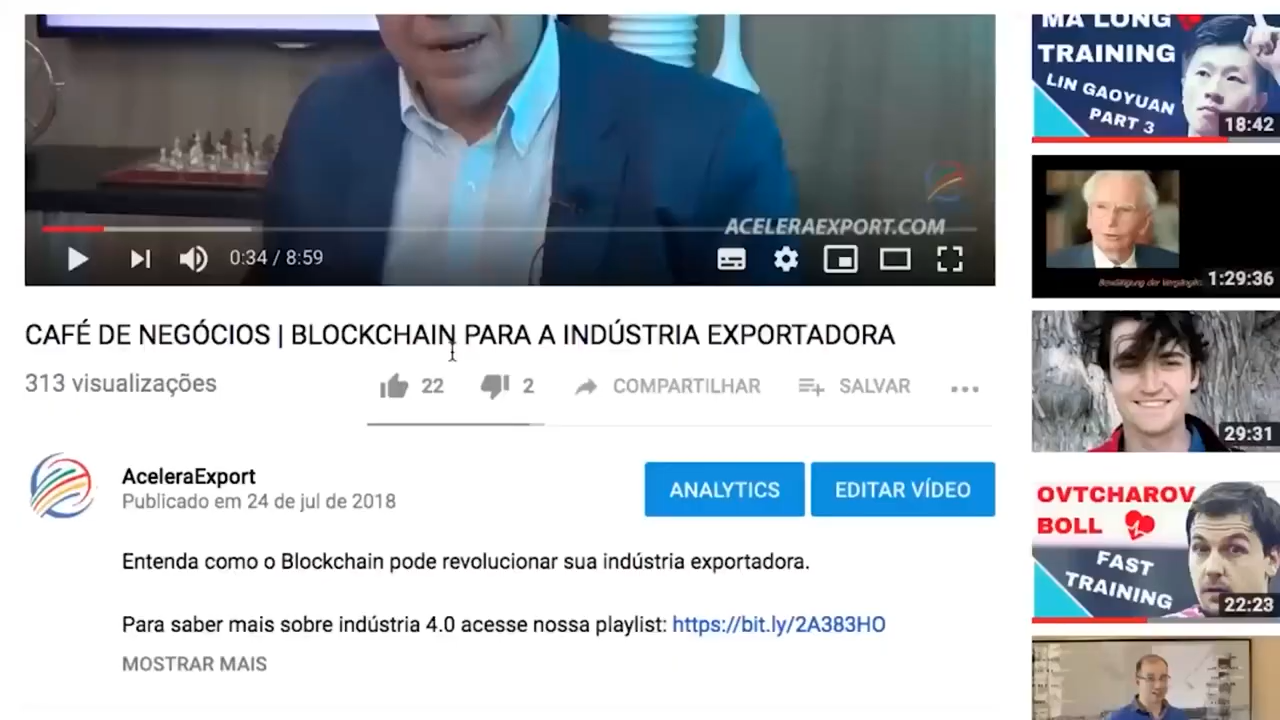 ACELERAEXPORT.COM
0:34 / 8:59
CAFÉ DE NEGÓCIOS | BLOCKCHAIN PARA A INDÚSTRIA EXPORTADORA
313 visualizações
22
2
COMPARTILHAR
SALVAR
AceleraExport
Publicado em 24 de jul de 2018
ANALYTICS
EDITAR VÍDEO
Entenda como o Blockchain pode revolucionar sua indústria exportadora.
Para saber mais sobre indústria 4.0 acesse nossa playlist: https://bit.ly/2A383HO
MOSTRAR MAIS
MA LONG
TRAINING
LIN GAOYUAN
PART 3
18:42
Bewältigung der
1:29:36
29:31
OVTCHAROV
BOLL
FAST
TRAINING
22:23